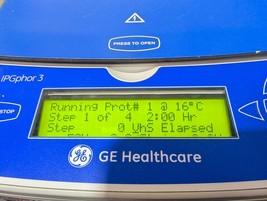 PRESS TO OPEN
IPGphor 3
Running Prot# 1 @ 16°C
Step 1 of 4 2:00 Hr
Step 0 VhS Elapsed
STOP
GE Healthcare